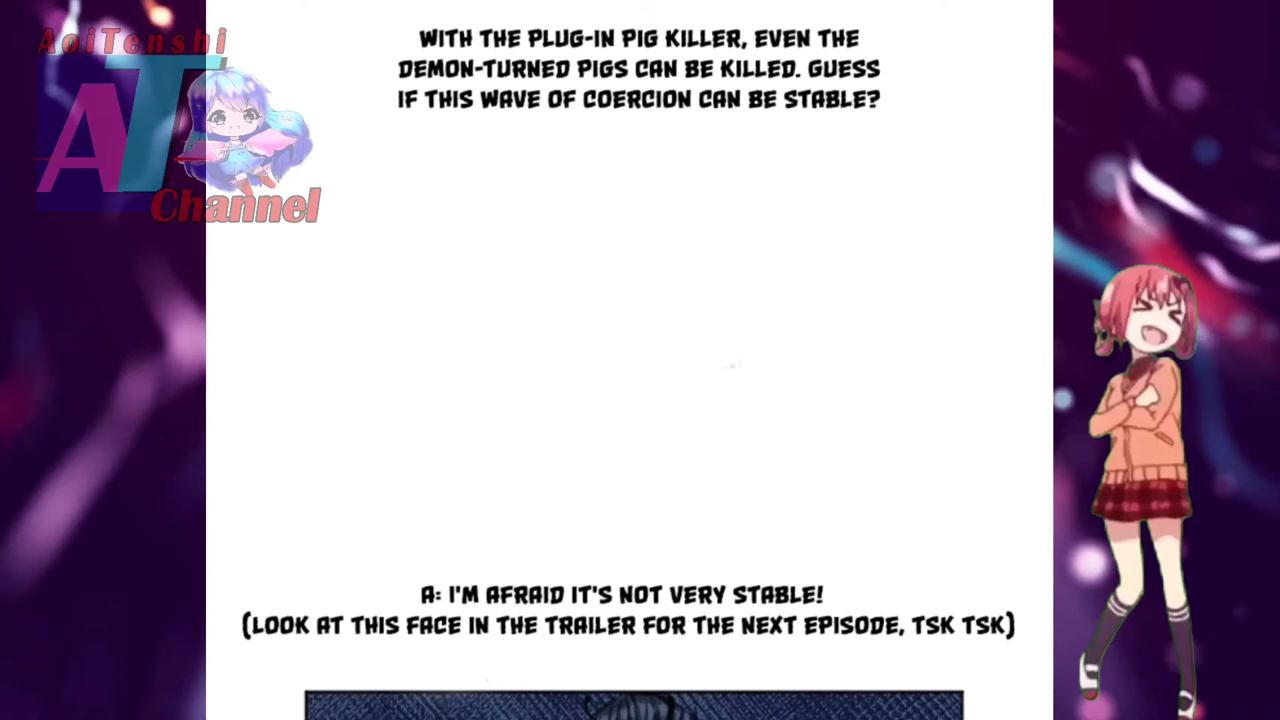 AoiTenshi
AT
Channel
WITH THE PLUG-IN PIG KILLER, EVEN THE
DEMON-TURNED PIGS CAN BE KILLED. GUESS
IF THIS WAVE OF COERCION CAN BE STABLE?
A: I'M AFRAID IT'S NOT VERY STABLE!
(LOOK AT THIS FACE IN THE TRAILER FOR THE NEXT EPISODE, TSK TSK)